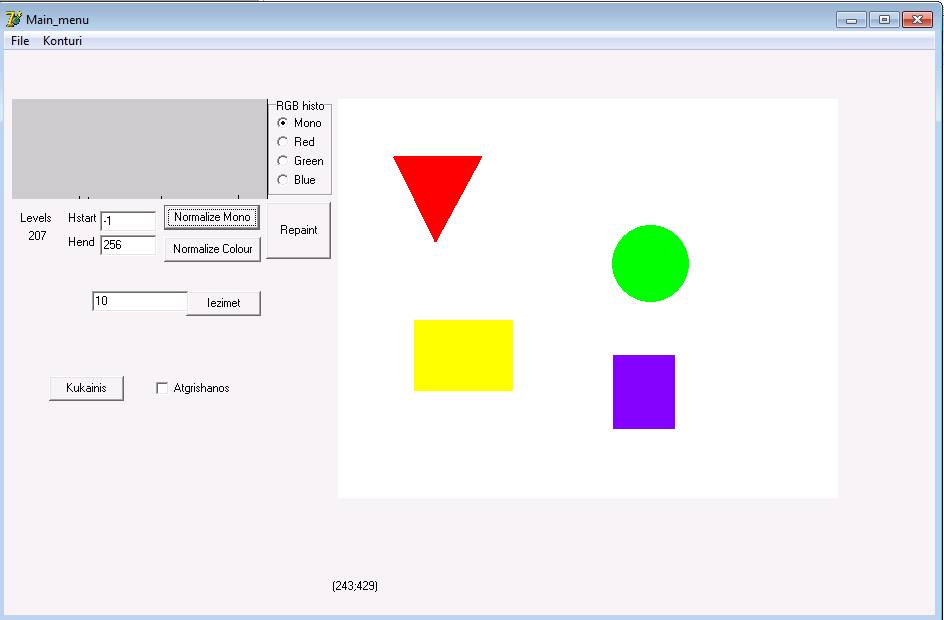 Main_menu
File Konturi
RGB histo
Mono
Red
Green
Blue
Levels
207
Hstart -1
Hend 256
Normalize Mono
Normalize Colour
Repaint
10 Iezimet
Kukainis
Atgrishanos
(243;429)